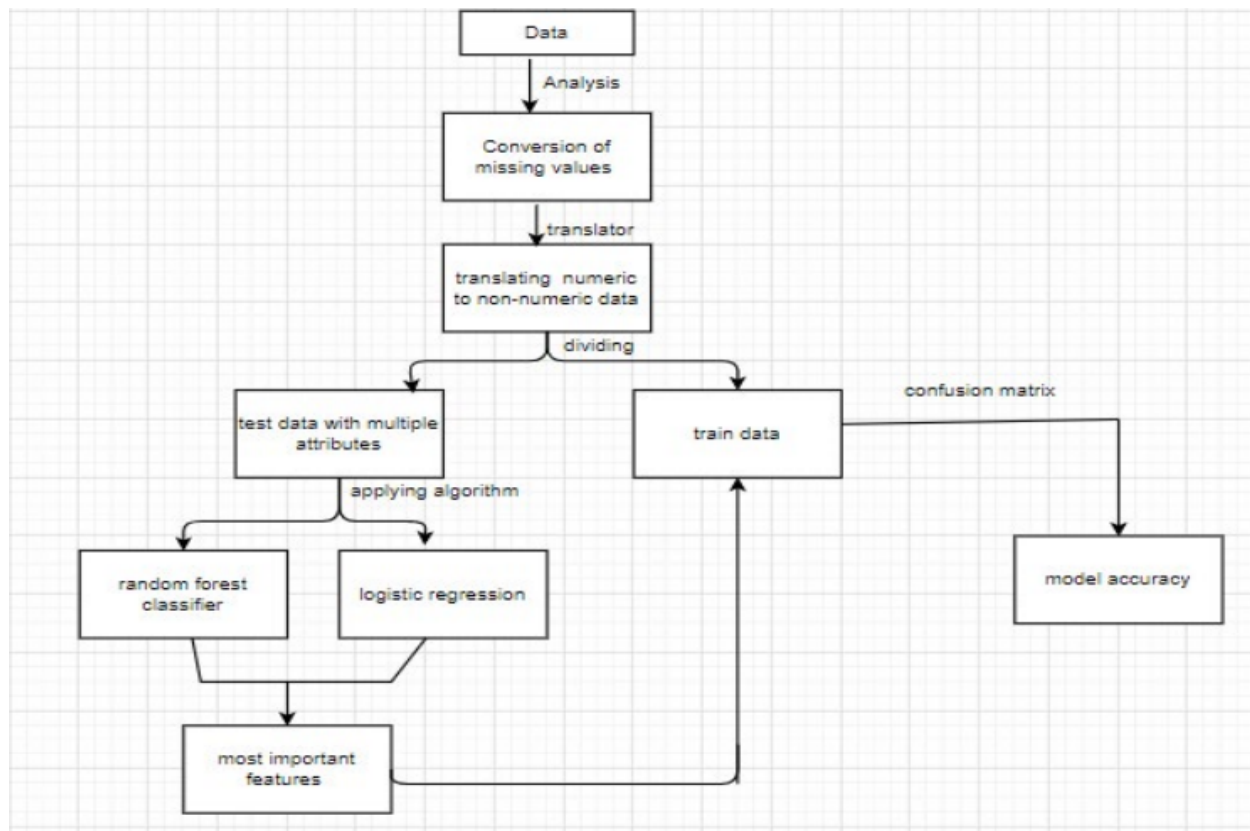 Data
Analysis
Conversion of
missing values
translator
translating numeric
to non-numeric data
dividing
test data with multiple
attributes
train data
confusion matrix
applying algorithm
random forest
classifier
logistic regression
model accuracy
most important
features